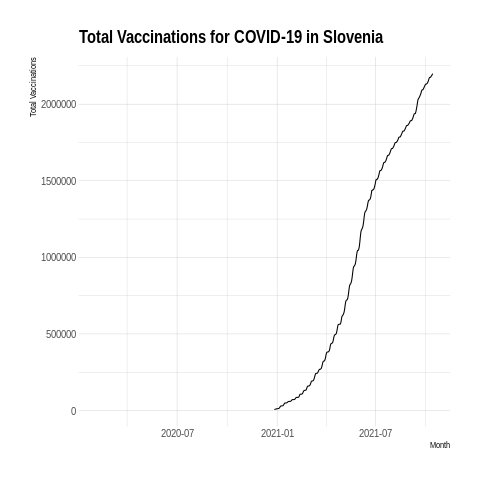 Total Vaccinations for COVID-19 in Slovenia
Total Vaccinations
2000000
1500000
1000000
500000
0
2020-07
2021-01
2021-07
Month